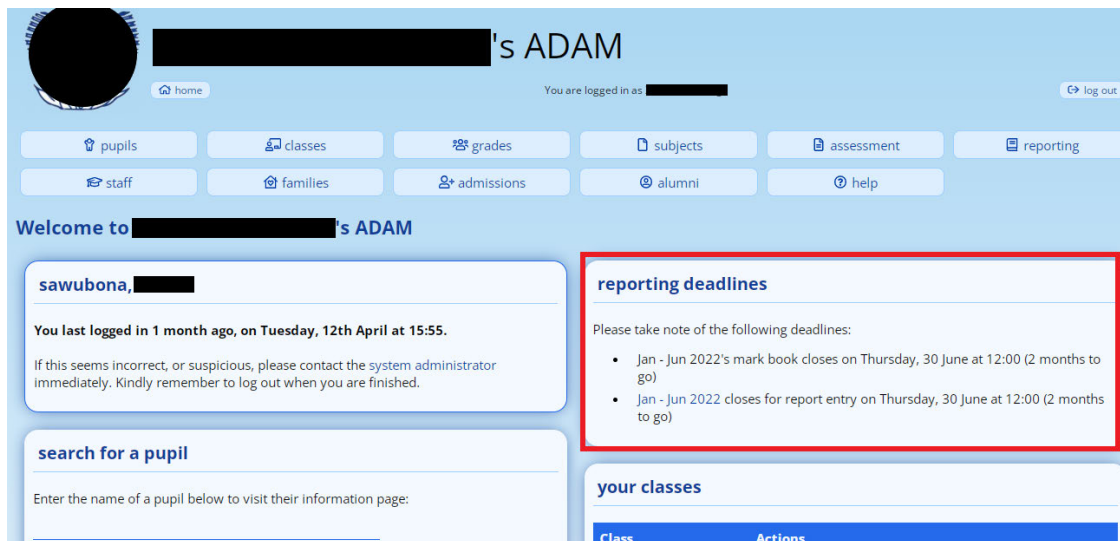 's ADAM
home
You are logged in as
log out
pupils
classes
grades
subjects
assessment
reporting
staff
families
admissions
alumni
help
Welcome to 's ADAM
sawubona,
You last logged in 1 month ago, on Tuesday, 12th April at 15:55.
If this seems incorrect, or suspicious, please contact the system administrator
immediately. Kindly remember to log out when you are finished.
search for a pupil
Enter the name of a pupil below to visit their information page:
reporting deadlines
Please take note of the following deadlines:
• Jan - Jun 2022's mark book closes on Thursday, 30 June at 12:00 (2 months to
go)
• Jan - Jun 2022 closes for report entry on Thursday, 30 June at 12:00 (2 months
to go)
your classes
Class Actions